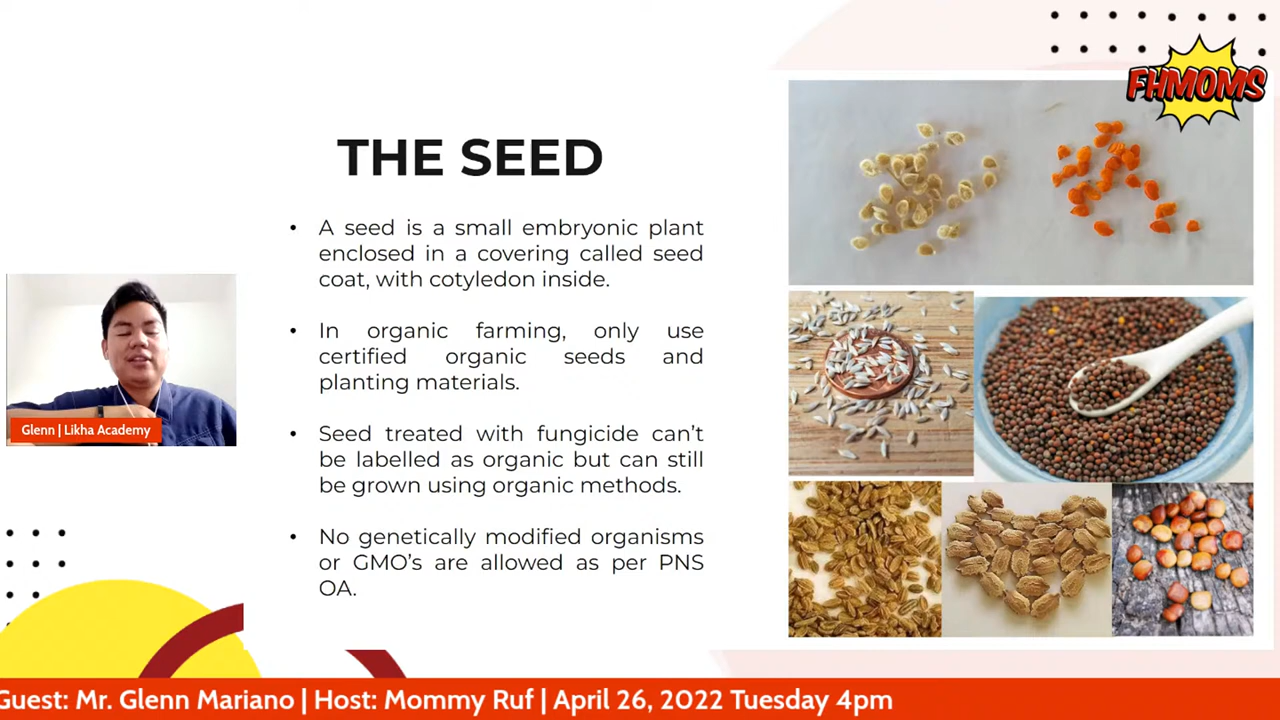 FHMOMS
THE SEED
• A seed is a small embryonic plant
enclosed in a covering called seed
coat, with cotyledon inside.
• In organic farming, only use
certified organic seeds and
planting materials.
• Seed treated with fungicide can't
be labelled as organic but can still
be grown using organic methods.
• No genetically modified organisms
or GMO's are allowed as per PNS
OA.
Glenn | Likha Academy
Guest: Mr. Glenn Mariano | Host: Mommy Ruf | April 26, 2022 Tuesday 4pm